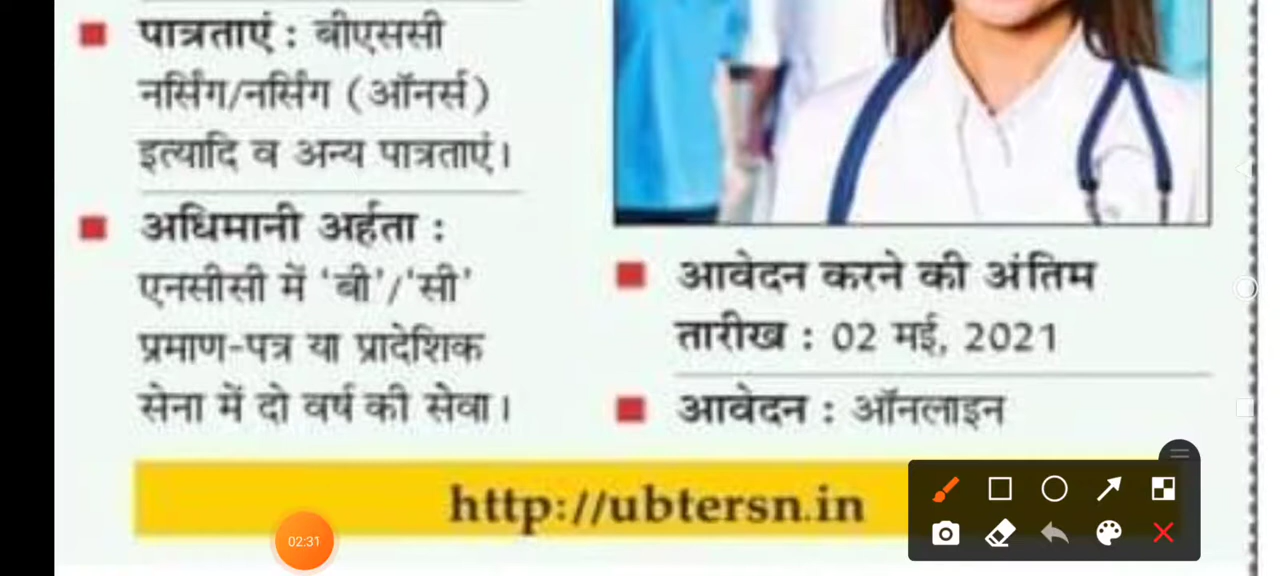 पात्रताएं : बीएससी
नर्सिंग/नर्सिंग (ऑनर्स)
इत्यादि व अन्य पात्रताएं।
अधिमानी अर्हता :
एनसीसी में ‘बी’/‘सी’
प्रमाण-पत्र या प्रादेशिक
सेना में दो वर्ष की सेवा।
आवेदन करने की अंतिम
तारीख : 02 मई, 2021
आवेदन : ऑनलाइन
http://ubtersn.in
02:31